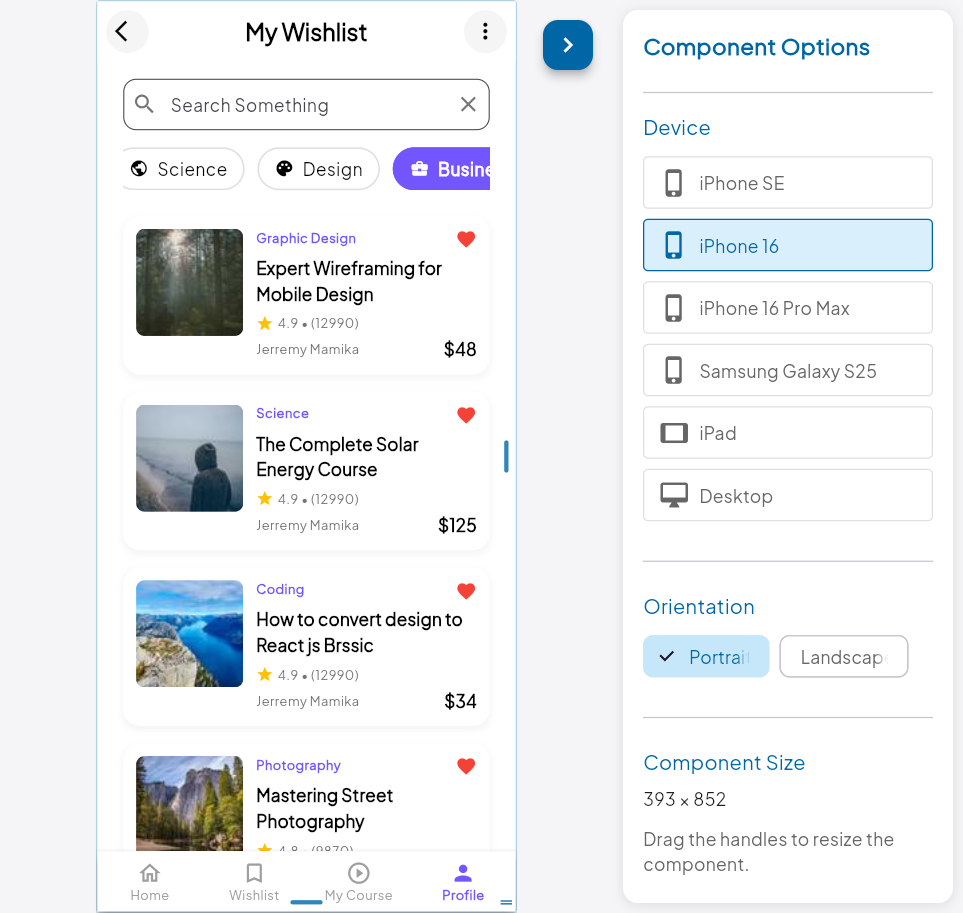 My Wishlist
Search Something
Science
Design
Busine
Graphic Design
Expert Wireframing for
Mobile Design
4.9 • (12990)
Jerremy Mamika
$48
Science
The Complete Solar
Energy Course
4.9 • (12990)
Jerremy Mamika
$125
Coding
How to convert design to
React js Brssic
4.9 • (12990)
Jerremy Mamika
$34
Photography
Mastering Street
Photography
4.8 • (9870)
Home
Wishlist
My Course
Profile
Component Options
Device
iPhone SE
iPhone 16
iPhone 16 Pro Max
Samsung Galaxy S25
iPad
Desktop
Orientation
Portrai
Landscap
Component Size
393 × 852
Drag the handles to resize the
component.